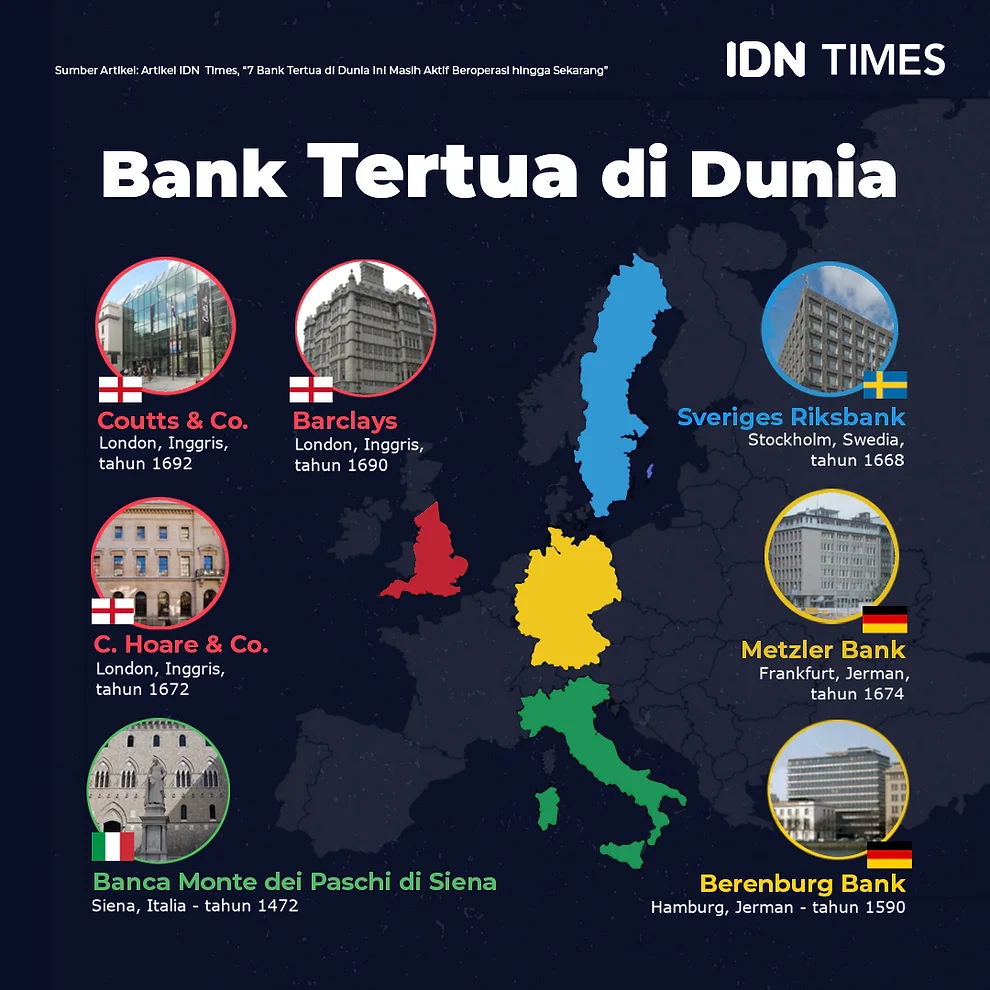 Sumber Artikel: Artikel IDN Times, "7 Bank Tertua di Dunia Ini Masih Aktif Beroperasi hingga Sekarang"
IDN TIMES
Bank Tertua di Dunia
Coutts & Co.
London, Inggris,
tahun 1692
Barclays
London, Inggris,
tahun 1690
Sveriges Riksbank
Stockholm, Swedia,
tahun 1668
C. Hoare & Co.
London, Inggris,
tahun 1672
Metzler Bank
Frankfurt, Jerman,
tahun 1674
Banca Monte dei Paschi di Siena
Siena, Italia - tahun 1472
Berenburg Bank
Hamburg, Jerman - tahun 1590